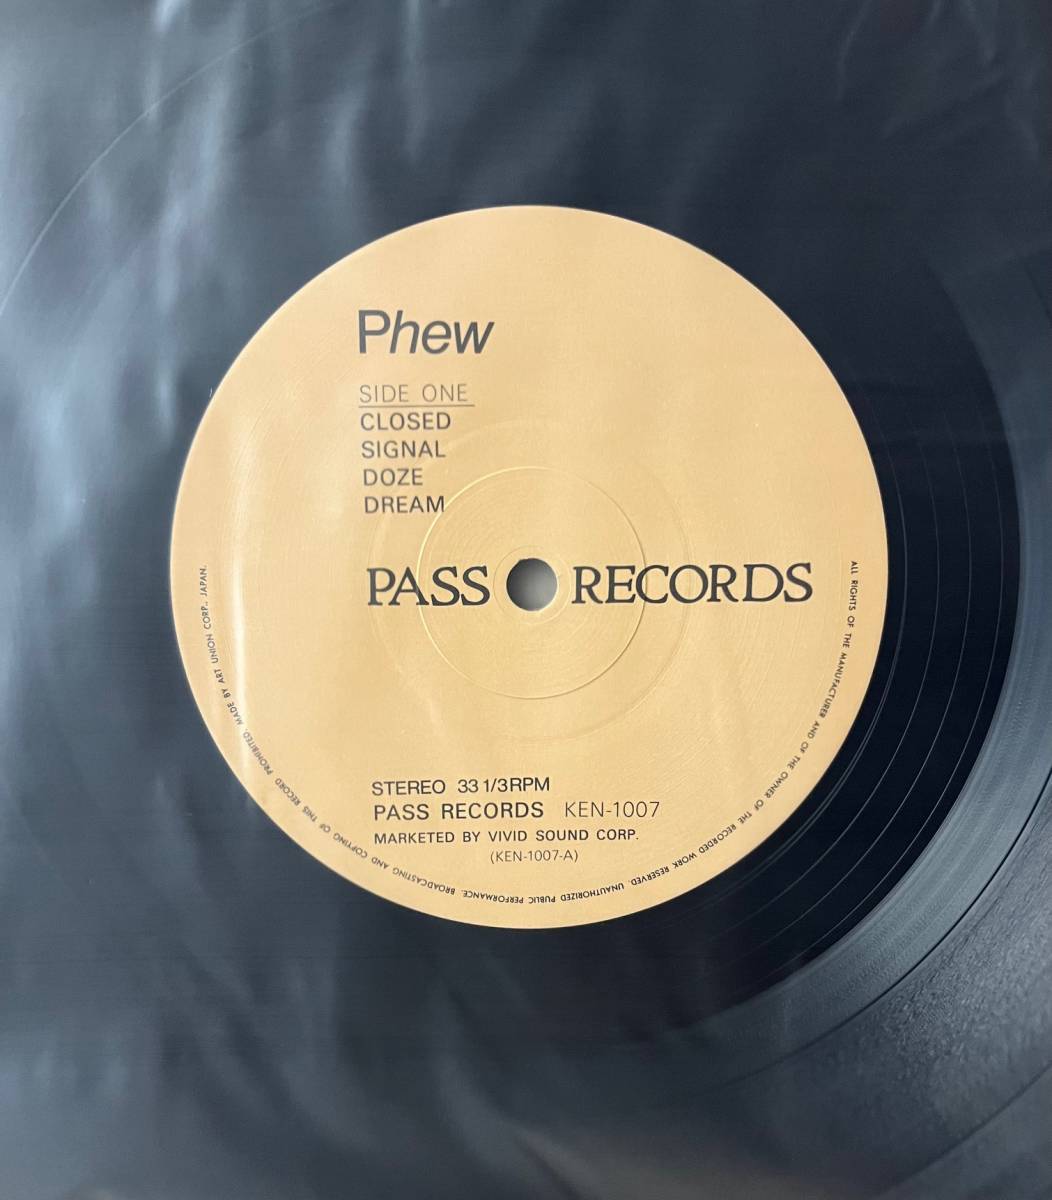 Phew
SIDE ONE
CLOSED
SIGNAL
DOZE
DREAM
PASS RECORDS
STEREO 33 1/3 RPM
PASS RECORDS KEN-1007
MARKETED BY VIVID SOUND CORP.
(KEN-1007-A)
ALL RIGHTS OF THE MANUFACTURER AND OF THE OWNER OF THE RECORDED WORK RESERVED. UNAUTHORIZED PUBLIC PERFORMANCE. BROADCASTING AND COPYING OF THIS RECORD PROHIBITED. MADE BY ART UNION CORP., JAPAN.